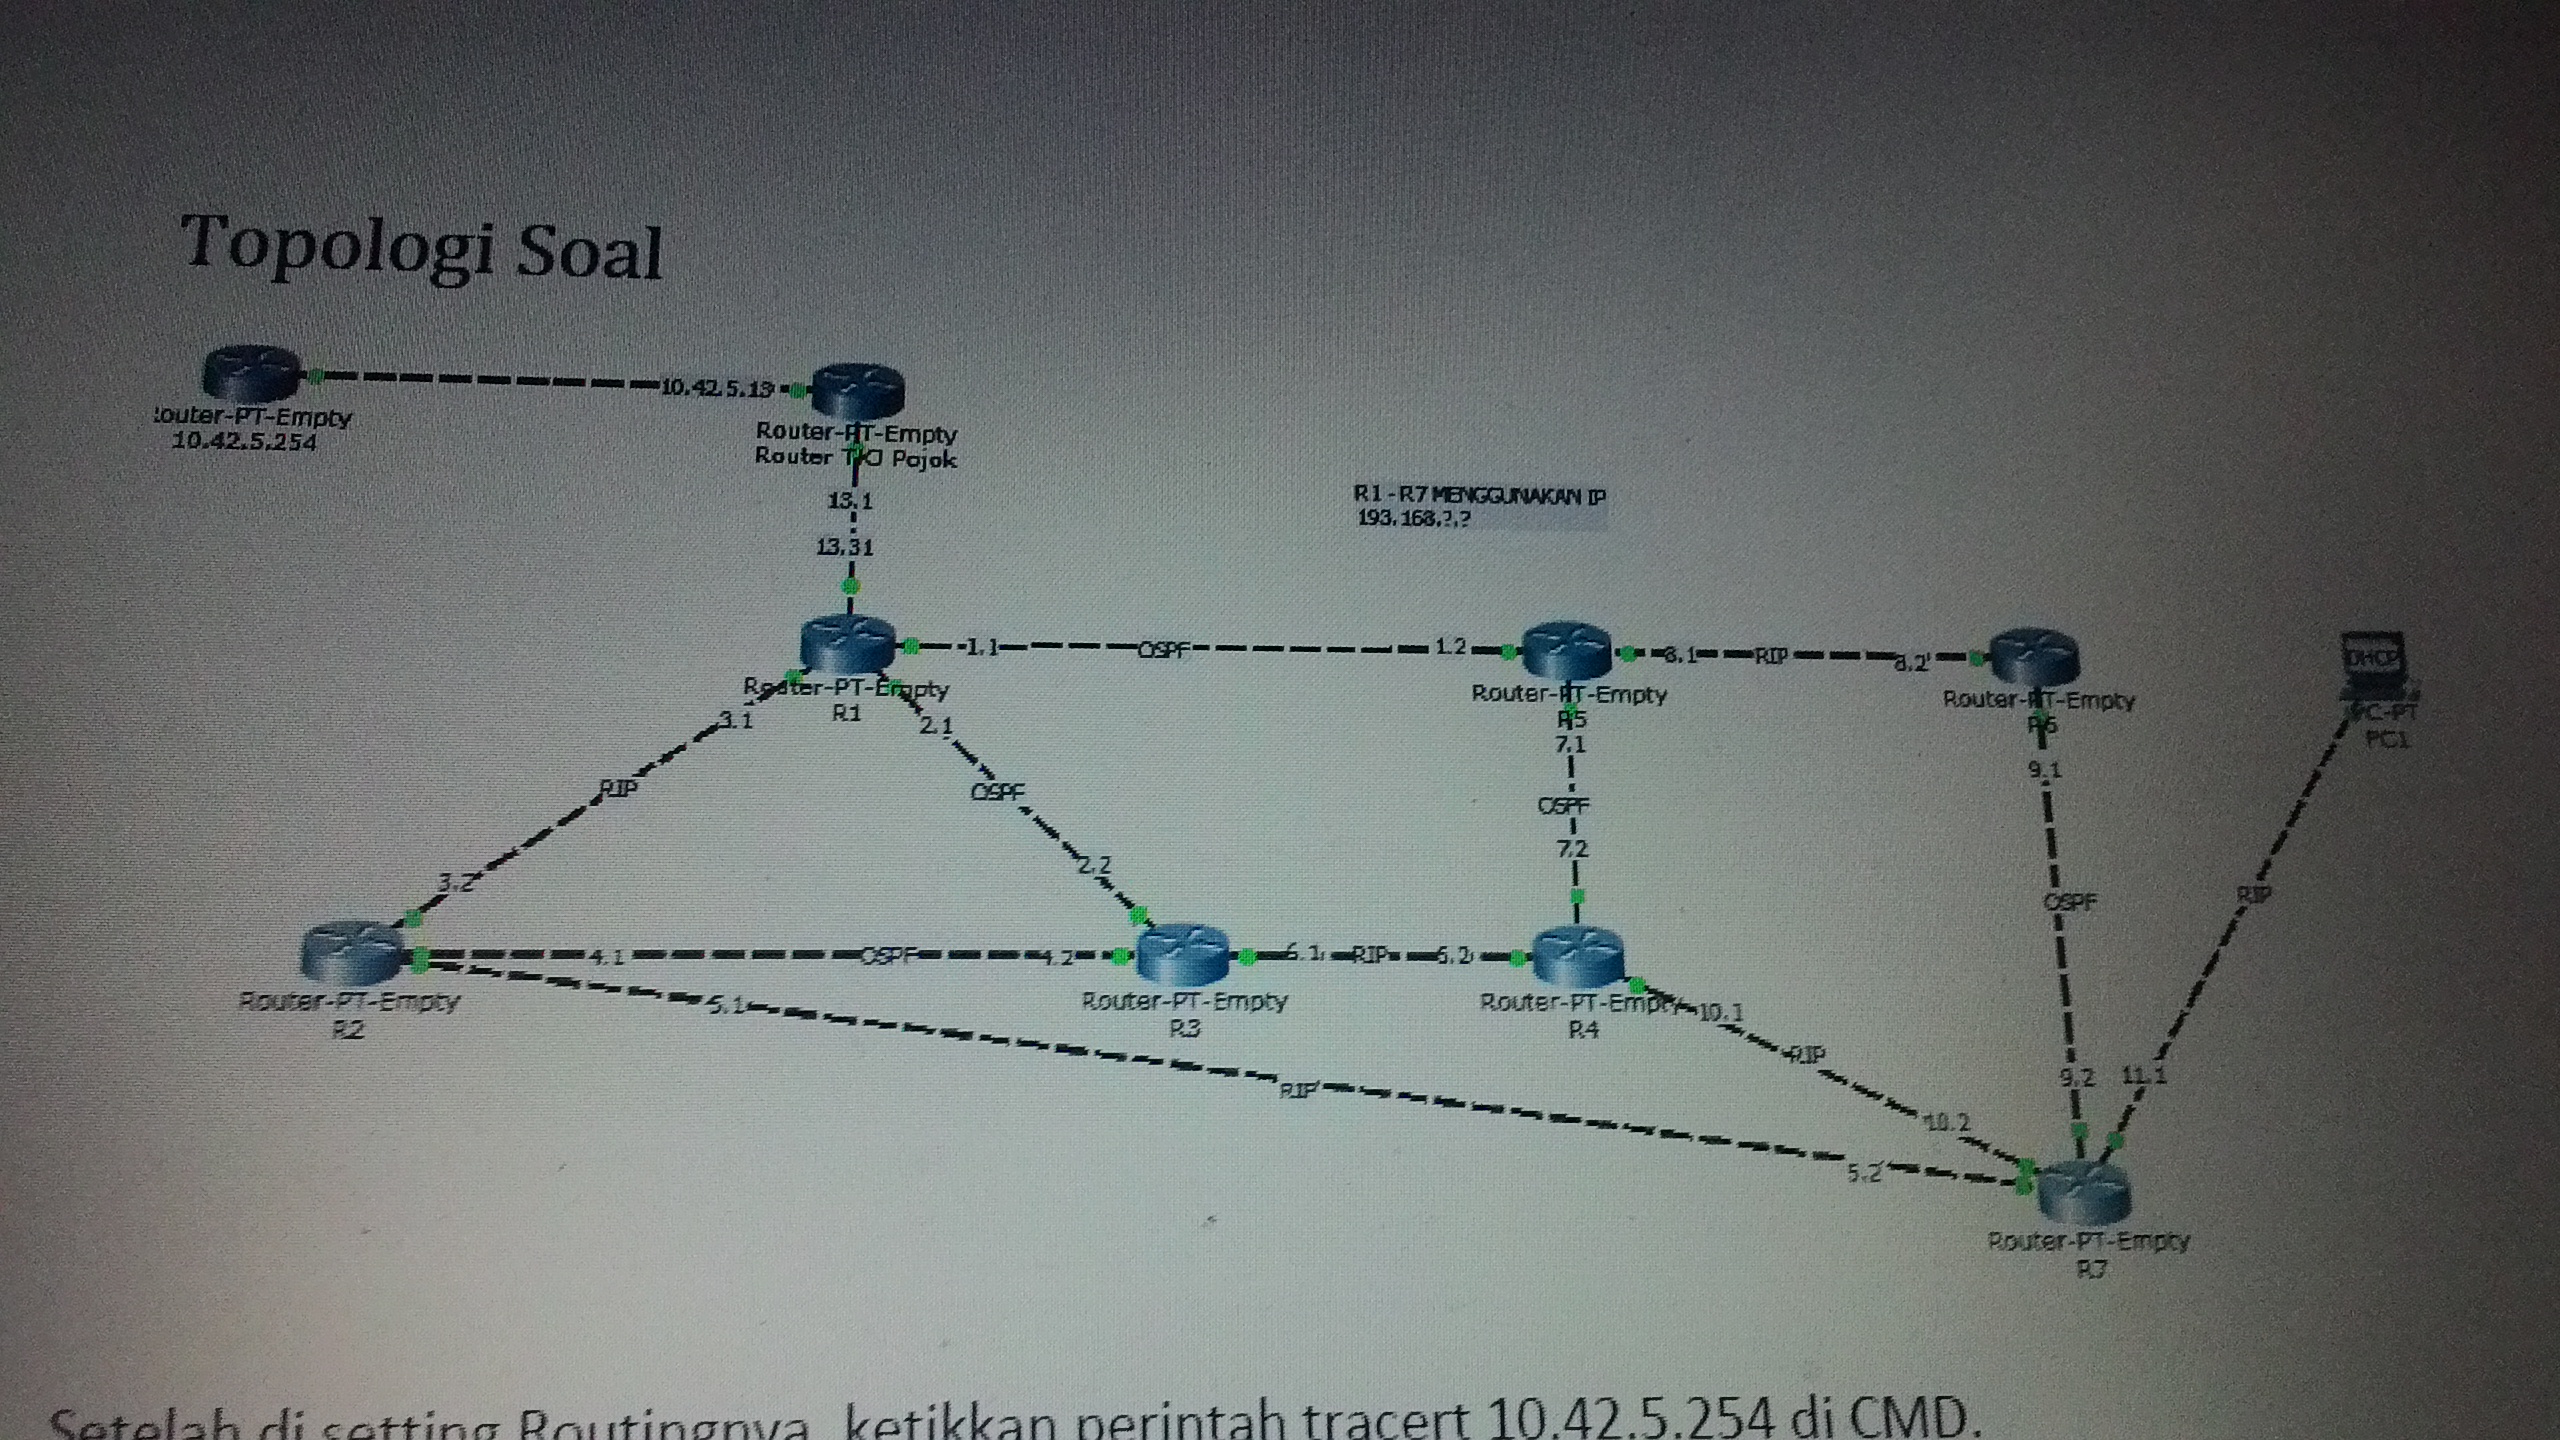 Topologi Soal
10.42.5.13
Router-PT-Empty
10.42.5.254
Router-PT-Empty
Router TKJ Pojok
13.1
13.31
R1 - R7 MENGGUNAKAN IP
193.168.?.?
1.1
OSPF
1.2
8.1
RIP
8.2
DHCP
Router-PT-Empty
R1
Router-PT-Empty
R5
Router-PT-Empty
R6
PC-PT
PC1
3.1
2.1
7.1
9.1
RIP
OSPF
OSPF
OSPF
RIP
3.2
2.2
7.2
4.1
OSPF
4.2
6.1
RIP
6.2
Router-PT-Empty
R2
Router-PT-Empty
R3
Router-PT-Empty
R4
5.1
10.1
RIP
RIP
9.2
11.1
10.2
5.2
Router-PT-Empty
R7
Setelah di setting Routingnya, ketikkan perintah tracert 10.42.5.254 di CMD.